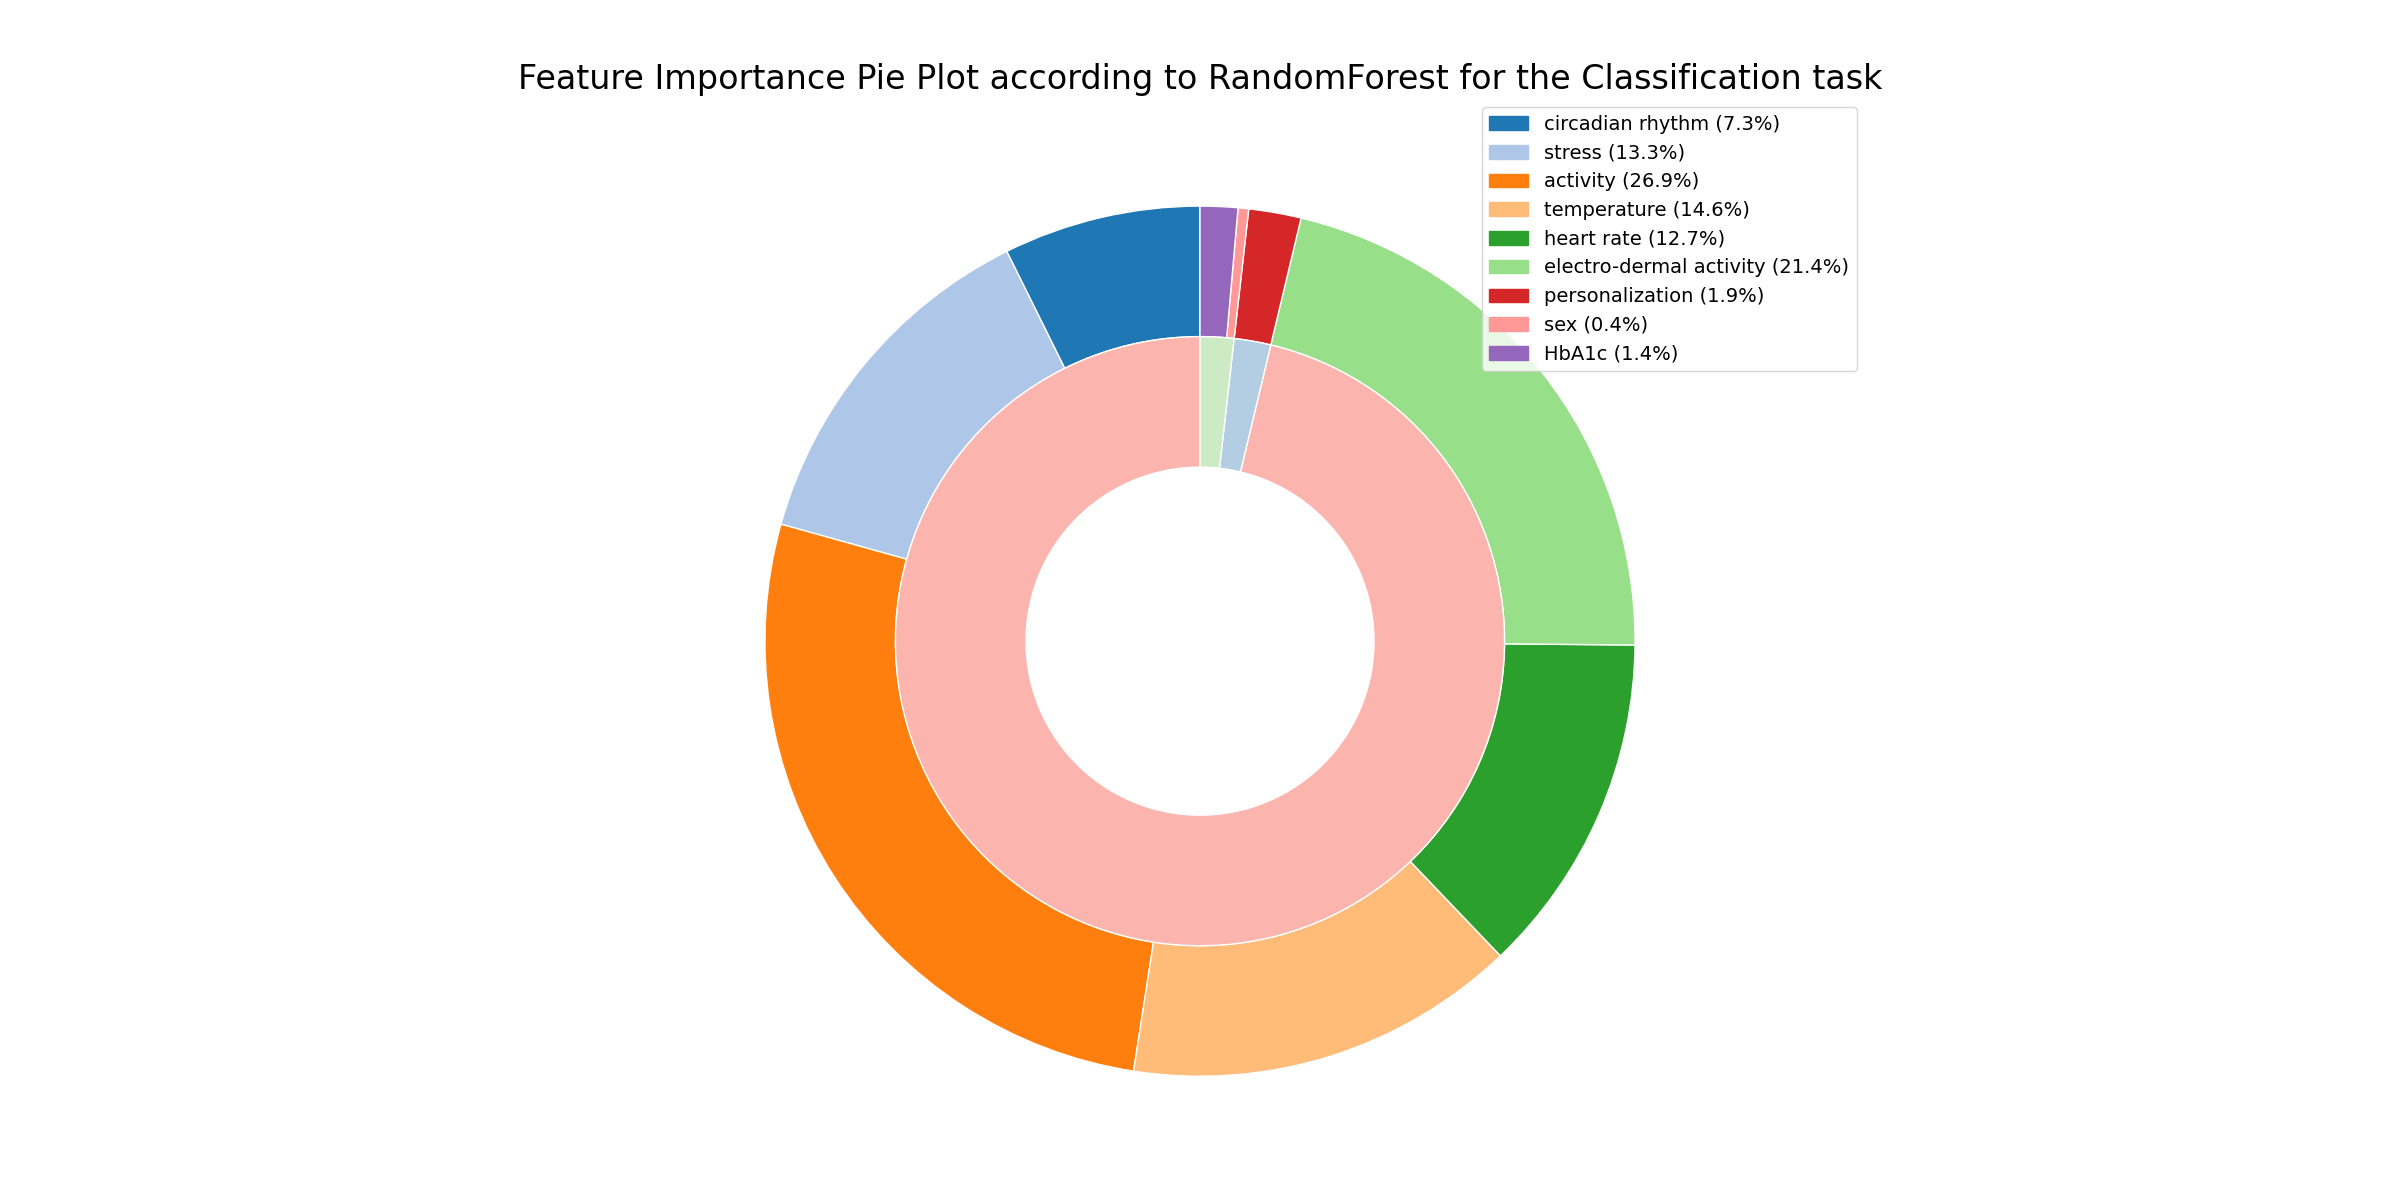 Feature Importance Pie Plot according to RandomForest for the Classification task
circadian rhythm (7.3%)
stress (13.3%)
activity (26.9%)
temperature (14.6%)
heart rate (12.7%)
electro-dermal activity (21.4%)
personalization (1.9%)
sex (0.4%)
HbA1c (1.4%)